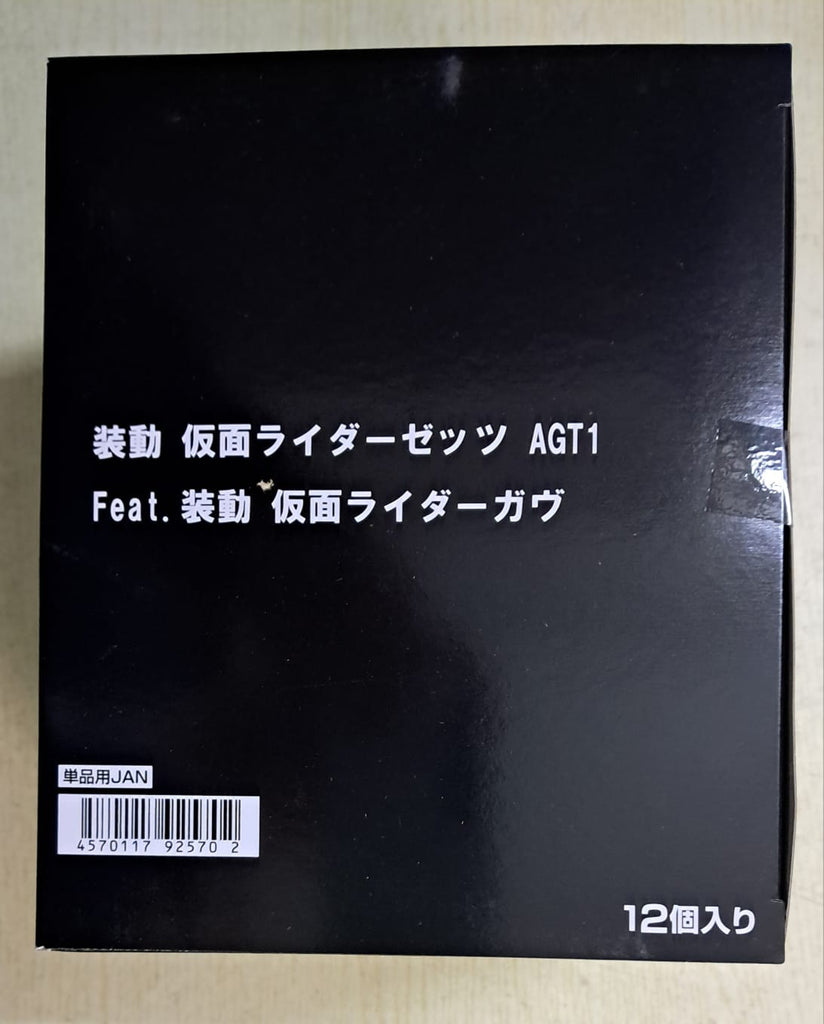 装動 仮面ライダーゼッツ AGT1
Feat.装動 仮面ライダーガヴ
単品用JAN
4570117 92570 2
12個入り